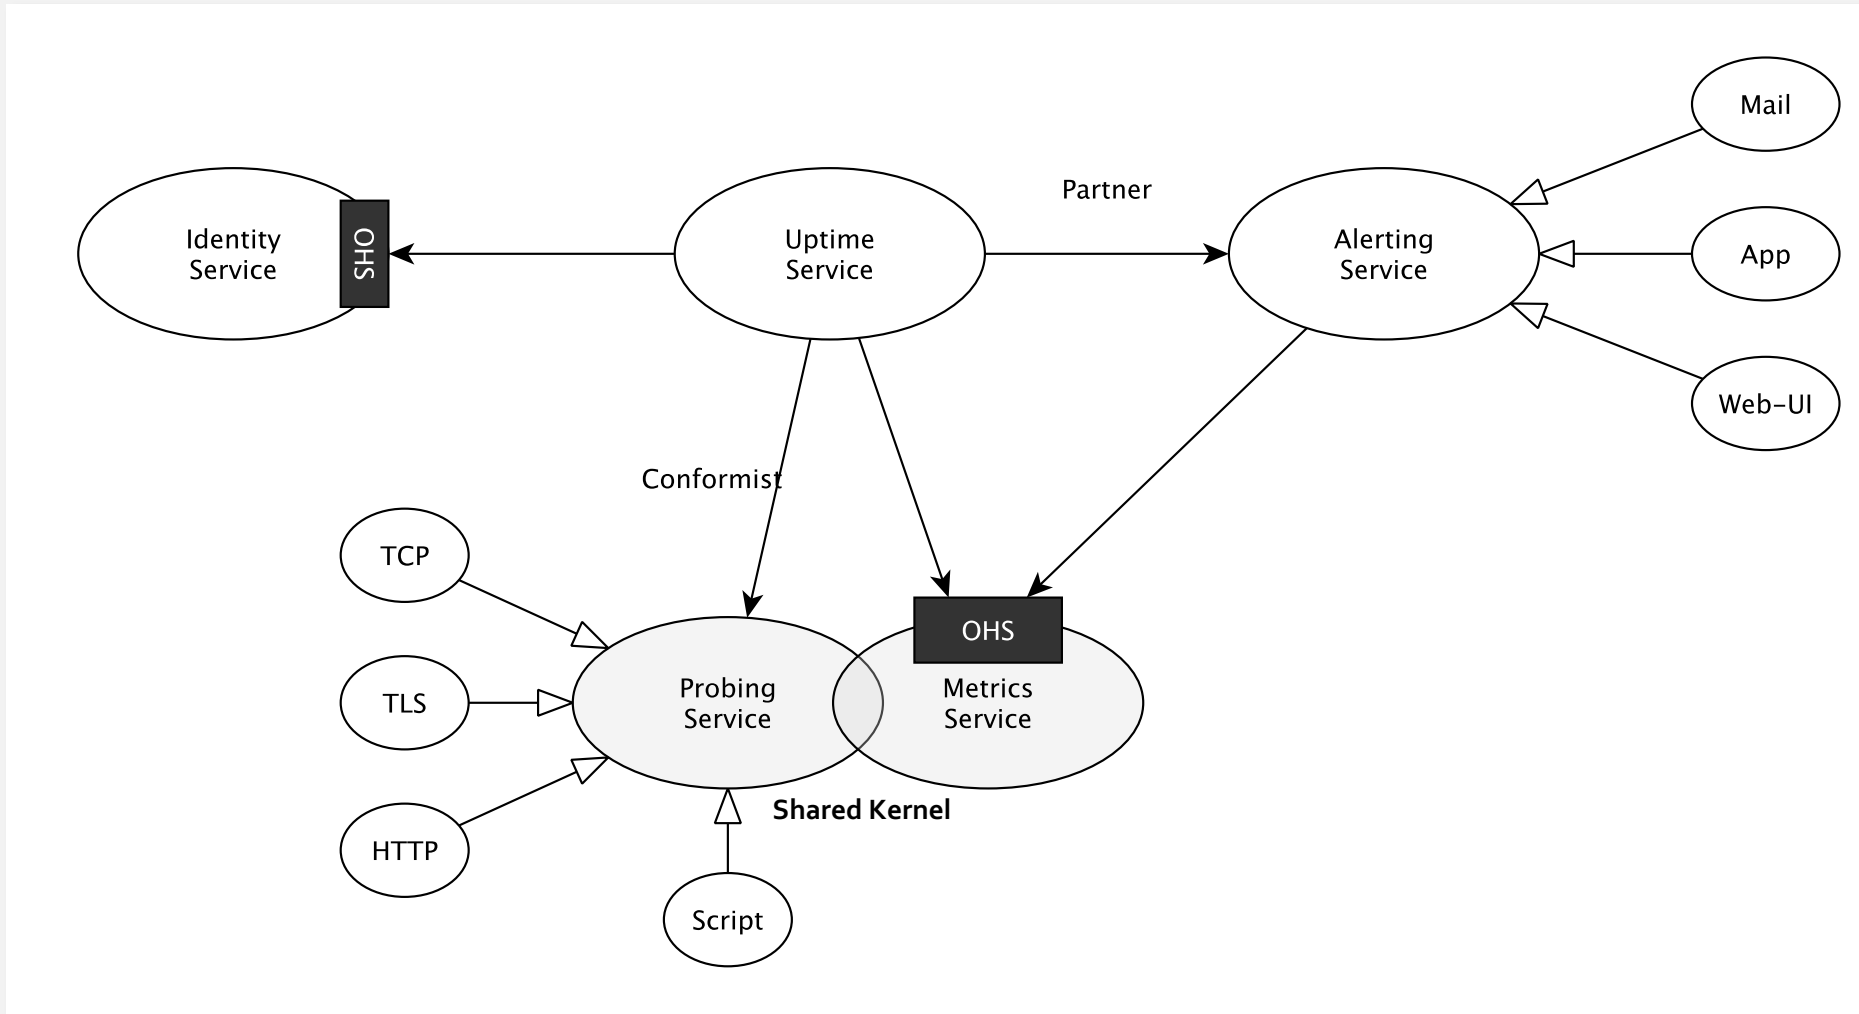 Mail
Partner
Identity
Service
OHS
Uptime
Service
Alerting
Service
App
Web-UI
Conformist
TCP
OHS
TLS
Probing
Service
Metrics
Service
Shared Kernel
HTTP
Script